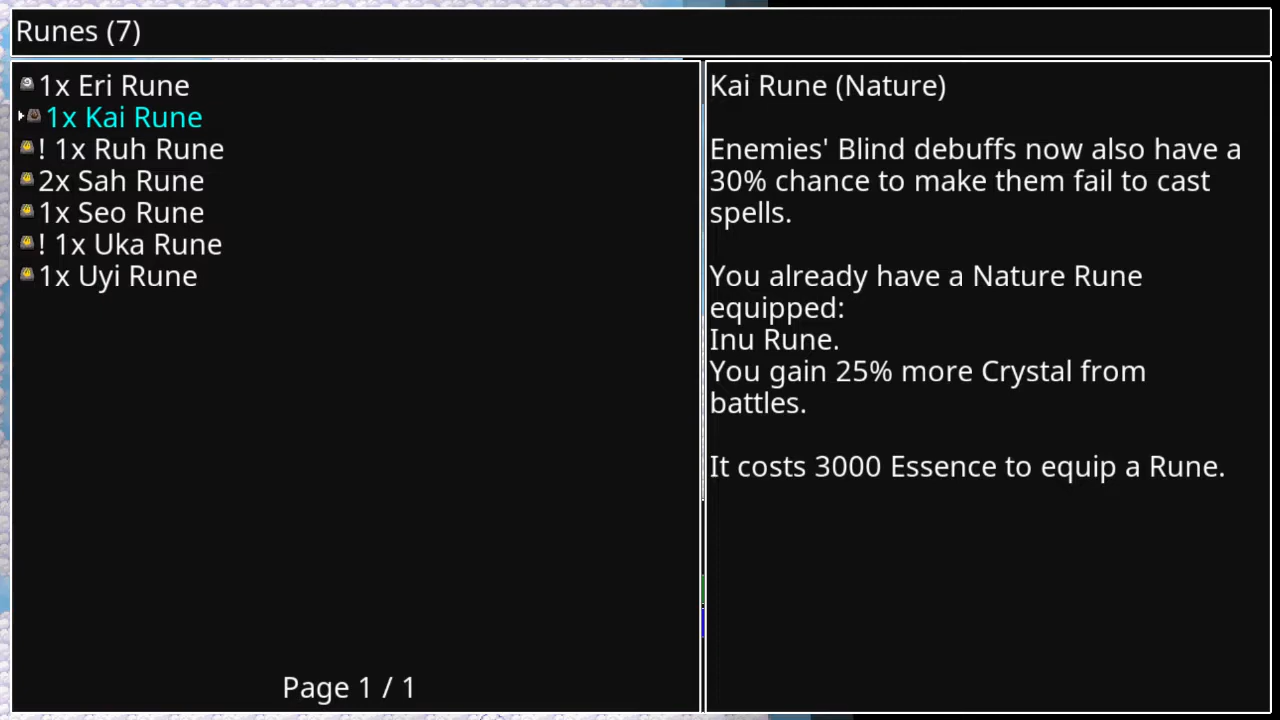 Runes (7)
1x Eri Rune
1x Kai Rune
! 1x Ruh Rune
2x Sah Rune
1x Seo Rune
! 1x Uka Rune
1x Uyi Rune
Page 1 / 1
Kai Rune (Nature)
Enemies' Blind debuffs now also have a
30% chance to make them fail to cast
spells.
You already have a Nature Rune
equipped:
Inu Rune.
You gain 25% more Crystal from
battles.
It costs 3000 Essence to equip a Rune.